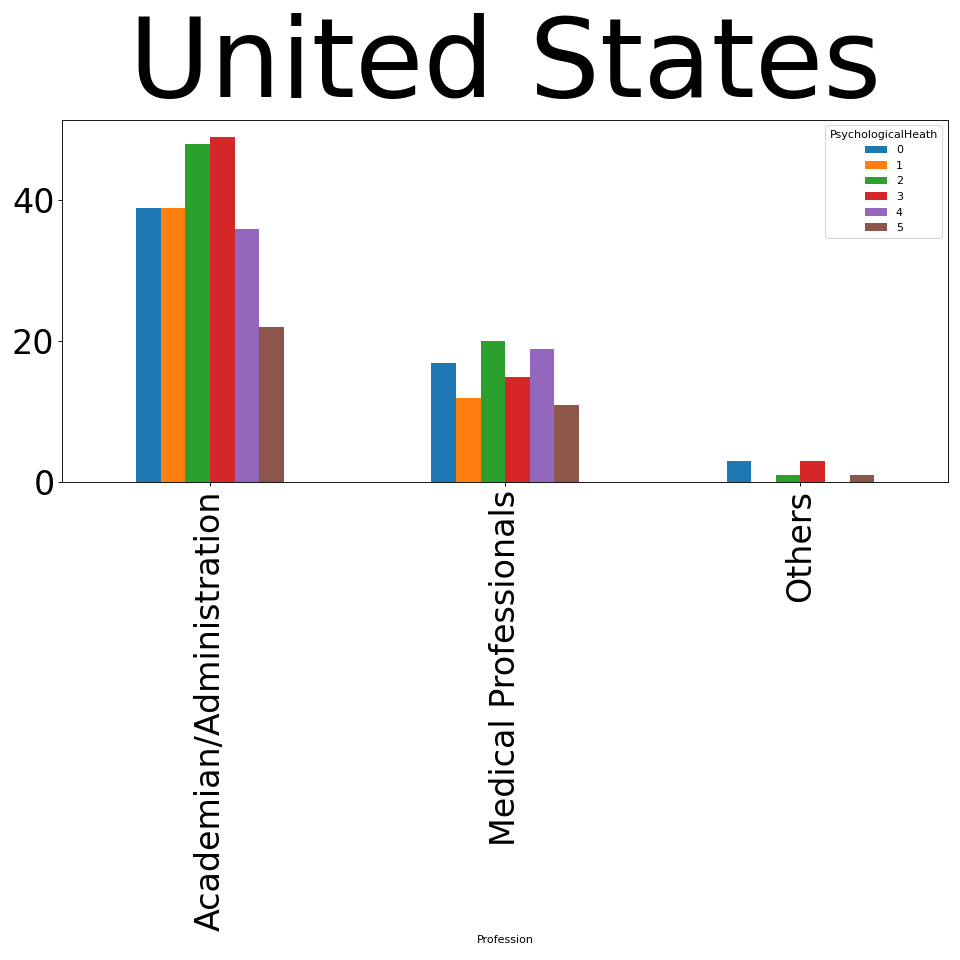 United States
PsychologicalHeath
0
1
2
3
4
5
40
20
0
Academian/Administration
Medical Professionals
Others
Profession